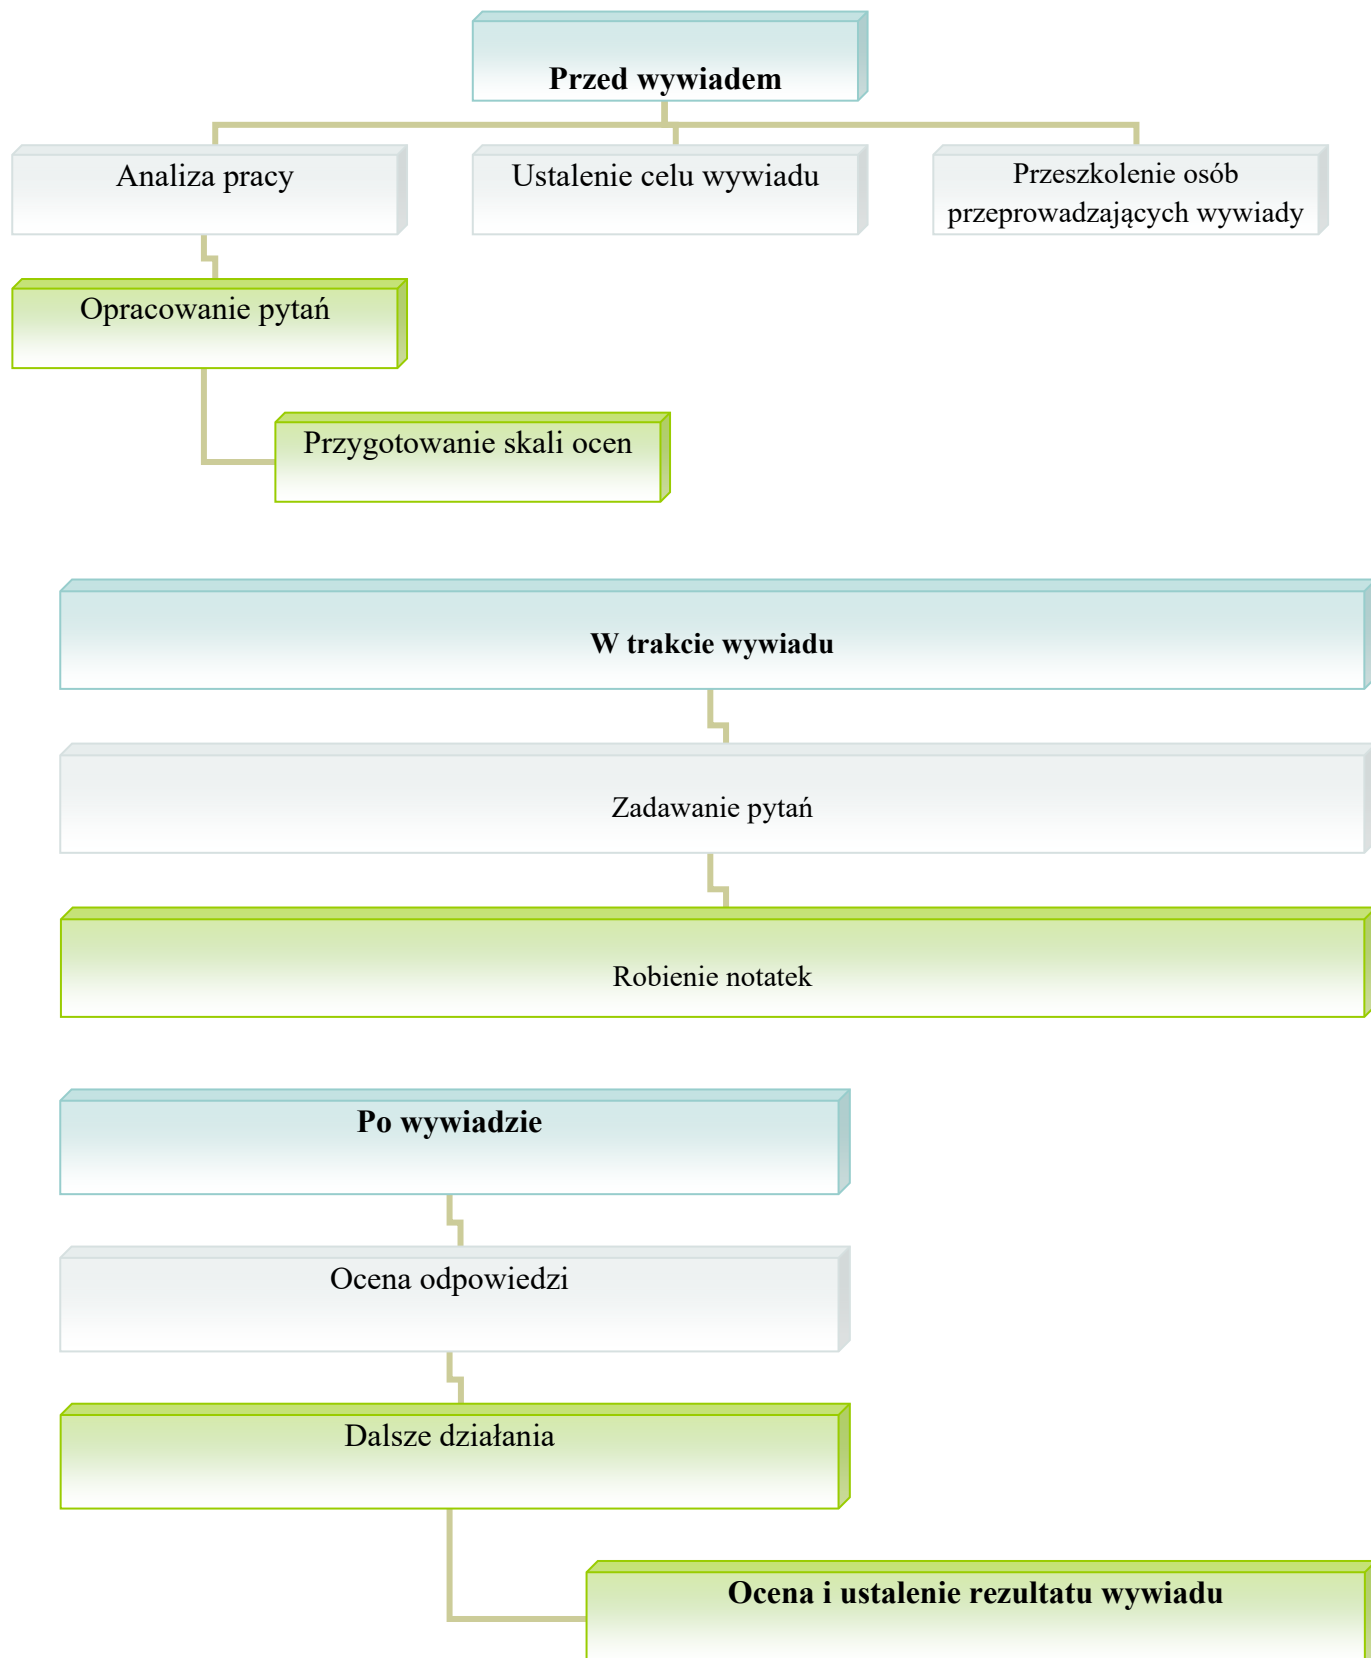 Przed wywiadem
Analiza pracy
Ustalenie celu wywiadu
Przeszkolenie osób
przeprowadzających wywiady
Opracowanie pytań
Przygotowanie skali ocen
W trakcie wywiadu
Zadawanie pytań
Robienie notatek
Po wywiadzie
Ocena odpowiedzi
Dalsze działania
Ocena i ustalenie rezultatu wywiadu